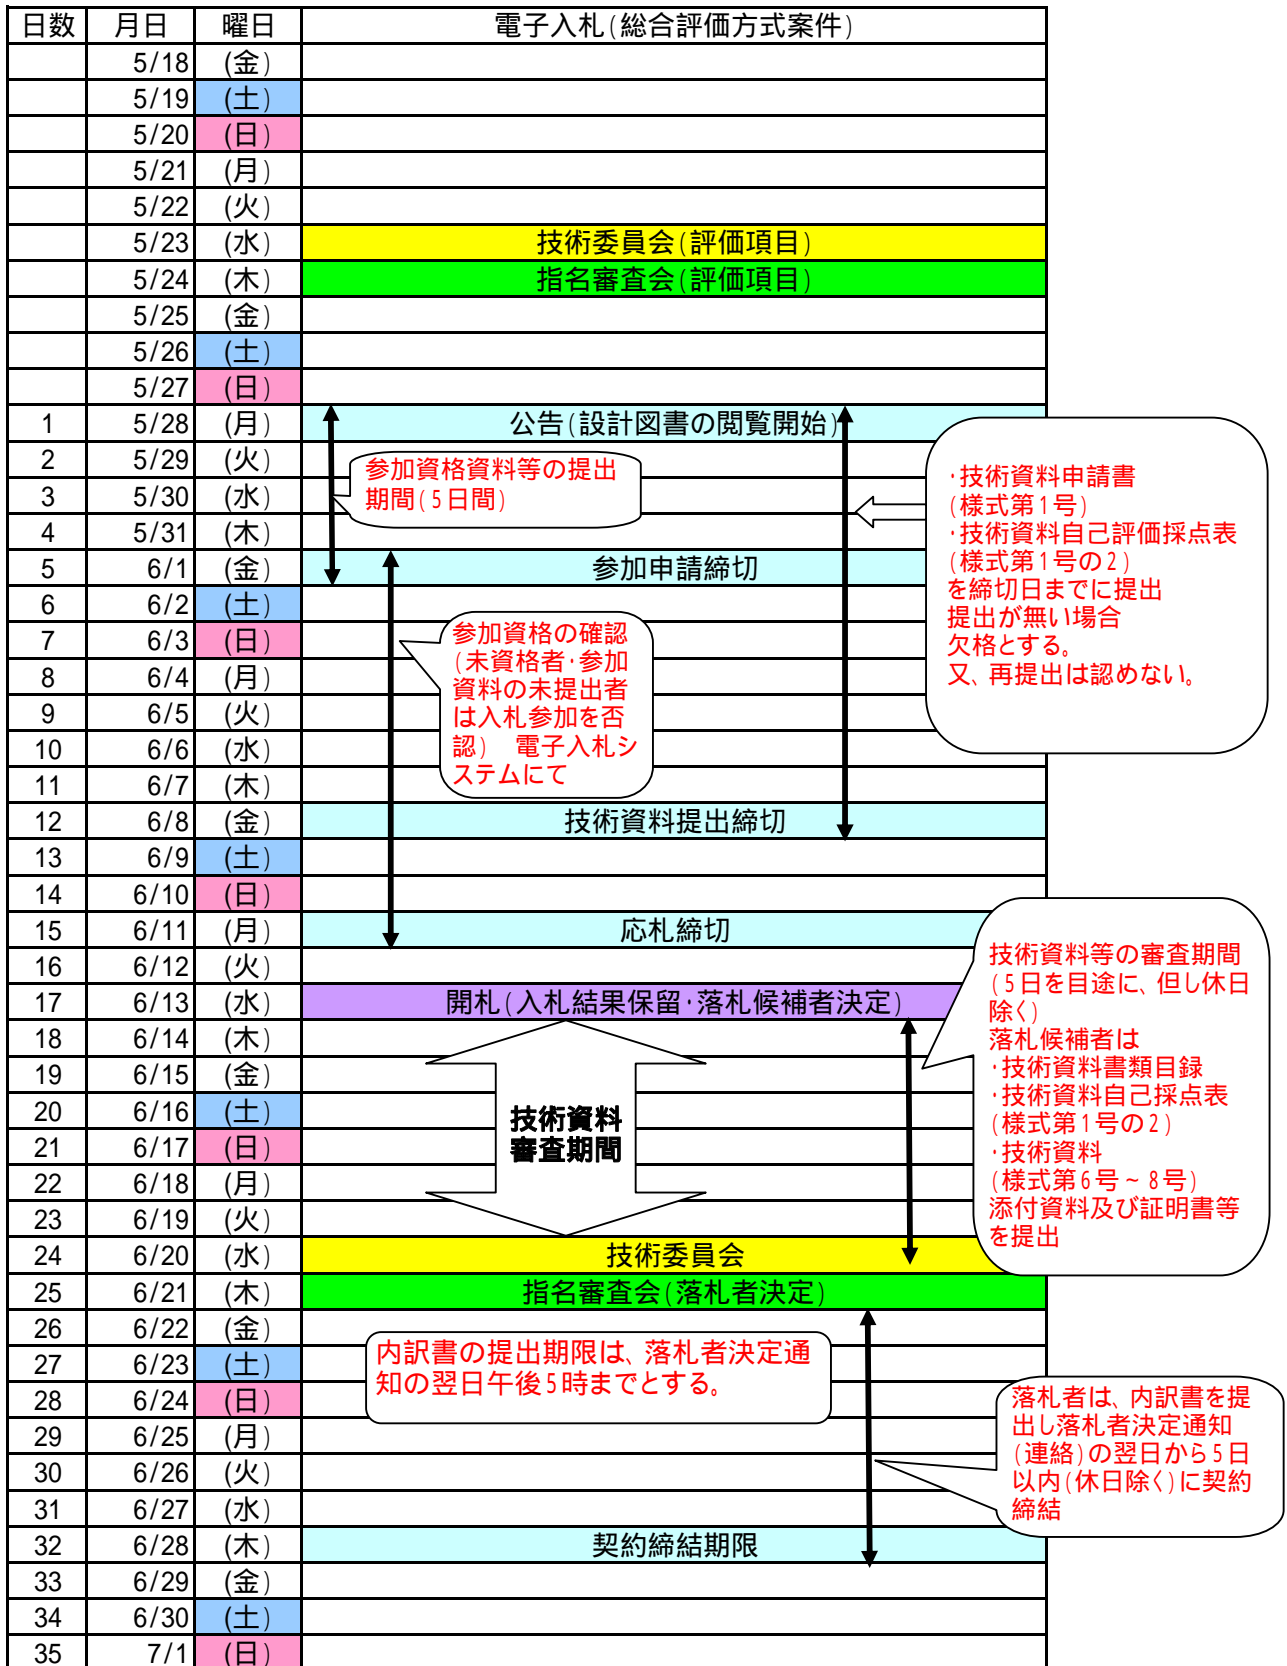 日数 月日 曜日 電子入札(総合評価方式案件)
5/18 (金)
5/19 (土)
5/20 (日)
5/21 (月)
5/22 (火)
5/23 (水) 技術委員会(評価項目)
5/24 (木) 指名審査会(評価項目)
5/25 (金)
5/26 (土)
5/27 (日)
1 5/28 (月) 公告(設計図書の閲覧開始)
2 5/29 (火)
3 5/30 (水)
4 5/31 (木)
5 6/1 (金) 参加申請締切
6 6/2 (土)
7 6/3 (日)
8 6/4 (月)
9 6/5 (火)
10 6/6 (水)
11 6/7 (木)
12 6/8 (金) 技術資料提出締切
13 6/9 (土)
14 6/10 (日)
15 6/11 (月) 応札締切
16 6/12 (火)
17 6/13 (水) 開札(入札結果保留・落札候補者決定)
18 6/14 (木)
19 6/15 (金)
20 6/16 (土)
21 6/17 (日)
22 6/18 (月)
23 6/19 (火)
24 6/20 (水) 技術委員会
25 6/21 (木) 指名審査会(落札者決定)
26 6/22 (金)
27 6/23 (土)
28 6/24 (日)
29 6/25 (月)
30 6/26 (火)
31 6/27 (水)
32 6/28 (木) 契約締結期限
33 6/29 (金)
34 6/30 (土)
35 7/1 (日)
参加資格資料等の提出
期間(5日間)
・技術資料申請書
(様式第1号)
・技術資料自己評価採点表
(様式第1号の2)
を締切日までに提出
提出が無い場合
欠格とする。
又、再提出は認めない。
参加資格の確認
(未資格者・参加
資料の未提出者
は入札参加を否
認) 電子入札シ
ステムにて
技術資料
審査期間
技術資料等の審査期間
(5日を目途に、但し休日
除く)
落札候補者は
・技術資料書類目録
・技術資料自己採点表
(様式第1号の2)
・技術資料
(様式第6号~8号)
添付資料及び証明書等
を提出
内訳書の提出期限は、落札者決定通
知の翌日午後5時までとする。
落札者は、内訳書を提
出し落札者決定通知
(連絡)の翌日から5日
以内(休日除く)に契約
締結